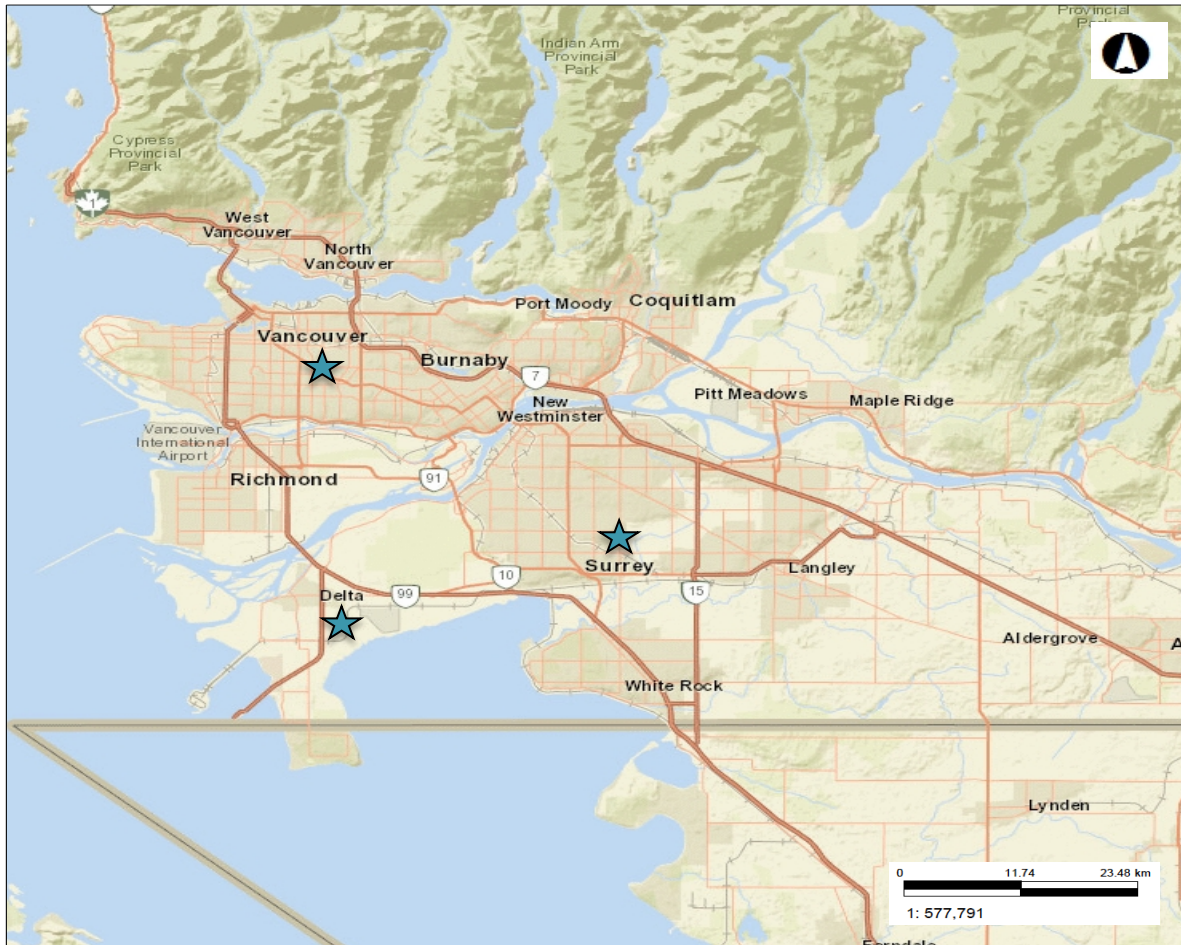 Provincial
Park
Indian Arm
Provincial
Park
Cypress
Provincial
Park
1
West
Vancouver
North
Vancouver
Port Moody
Coquitlam
Vancouver
Burnaby
7
New
Westminster
Pitt Meadows
Maple Ridge
Vancouver
International
Airport
Richmond
91
Surrey
Langley
10
15
99
Delta
Aldergrove
A
White Rock
Lynden
0 11.74 23.48 km
1: 577,791
Ferndale